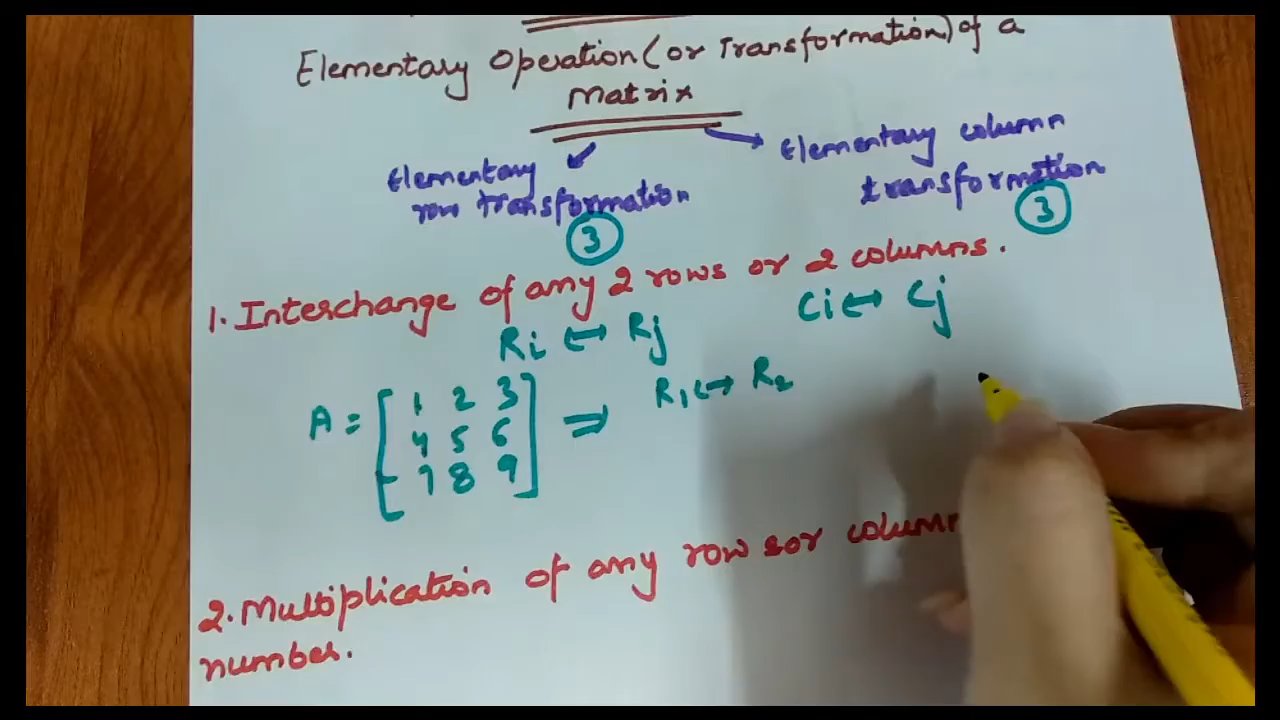 Elementary Operation (or Transformation) of a
Matrix
Elementary
row transformation
3
Elementary column
transformation
3
1. Interchange of any 2 rows or 2 columns.
Ri ↔ Rj
Ci ↔ Cj
A = [ 1 2 3
4 5 6
7 8 9 ] ⇒ R1 ↔ R2
2. Multiplication of any row s or column
number.